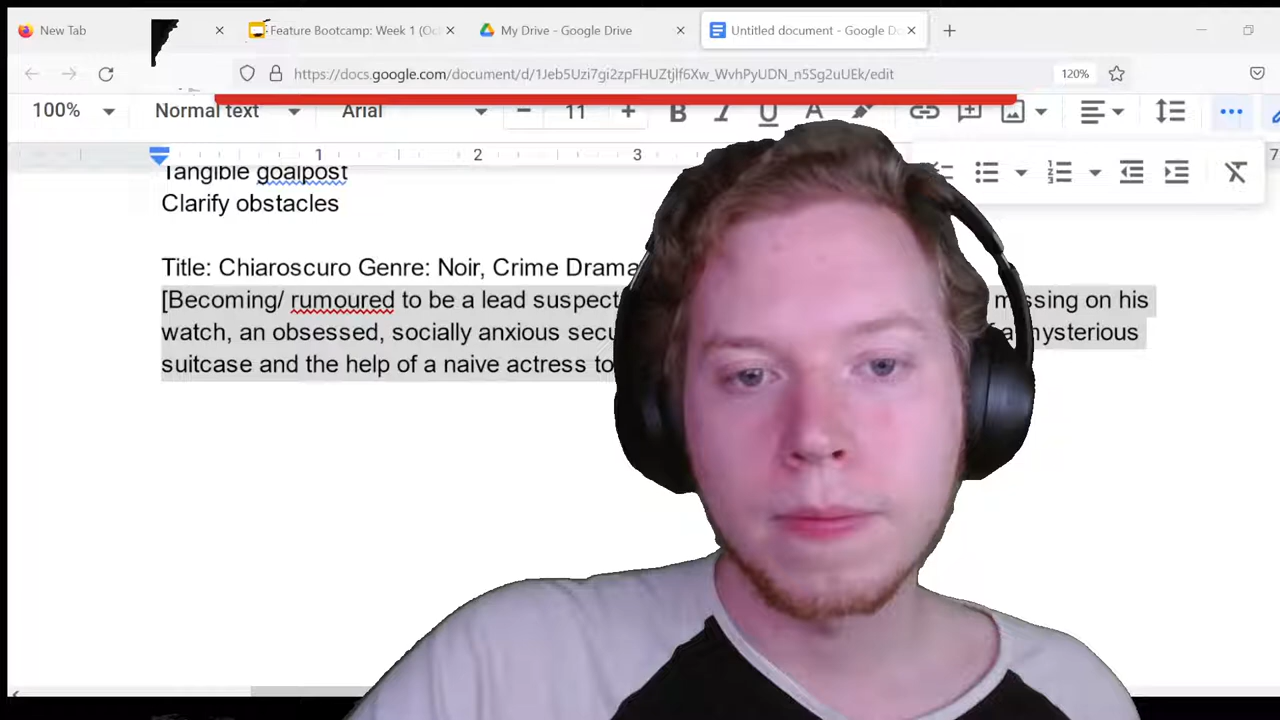 New Tab
Feature Bootcamp: Week 1 (Oct
My Drive - Google Drive
Untitled document - Google D
https://docs.google.com/document/d/1Jeb5Uzi7gi2zpFHUZtjlf6Xw_WvhPyUDN_n5Sg2uUEk/edit
120%
100% Normal text Arial 11 B I U A
1 2 3 7
Tangible goalpost
Clarify obstacles
Title: Chiaroscuro Genre: Noir, Crime Drama
[Becoming/ rumoured to be a lead suspect missing on his
watch, an obsessed, socially anxious mysterious
suitcase and the help of a naive actress to